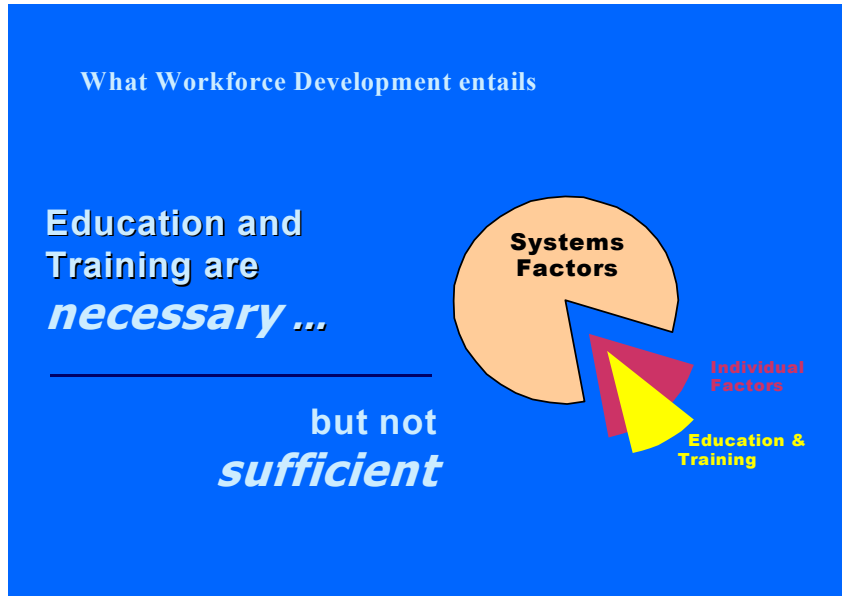 What Workforce Development entails
Education and
Training are
necessary ...
but not
sufficient
Systems
Factors
Individual
Factors
Education &
Training